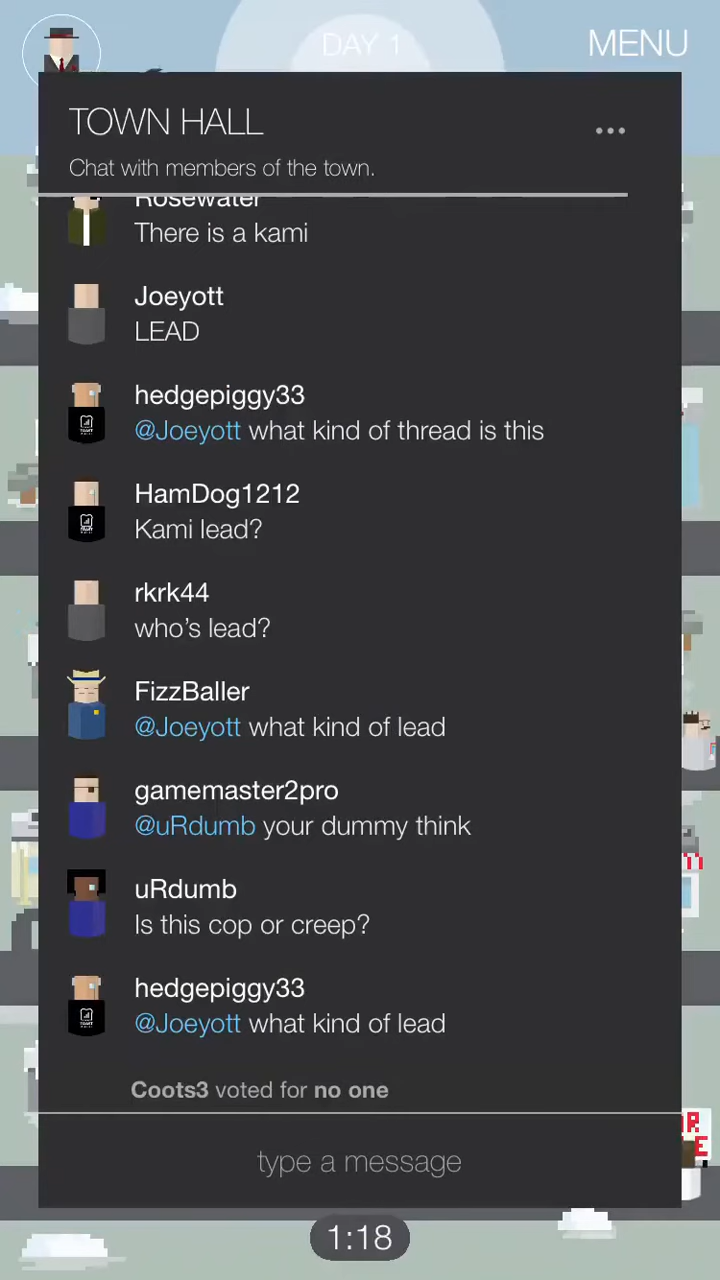 DAY 1
MENU
TOWN HALL
Chat with members of the town.
Rosewater
There is a kami
Joeyott
LEAD
hedgepiggy33
@Joeyott what kind of thread is this
HamDog1212
Kami lead?
rkrk44
who's lead?
FizzBaller
@Joeyott what kind of lead
gamemaster2pro
@uRdumb your dummy think
uRdumb
Is this cop or creep?
hedgepiggy33
@Joeyott what kind of lead
Coots3 voted for no one
type a message
1:18